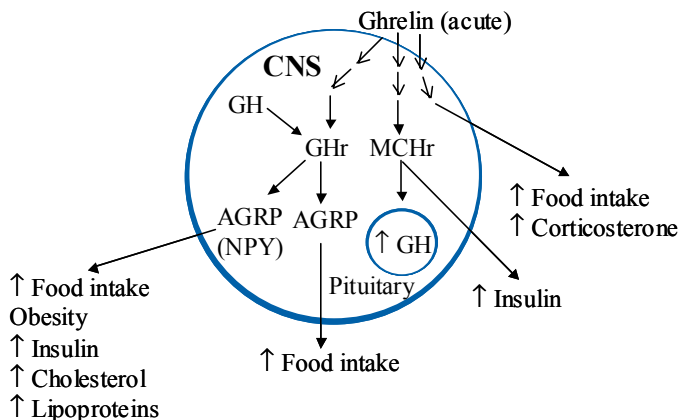 Ghrelin (acute)
CNS
GH
GHr
MCHr
↑ Food intake
↑ Corticosterone
AGRP
(NPY)
AGRP
↑ GH
Pituitary
↑ Insulin
↑ Food intake
Obesity
↑ Insulin
↑ Cholesterol
↑ Lipoproteins
↑ Food intake